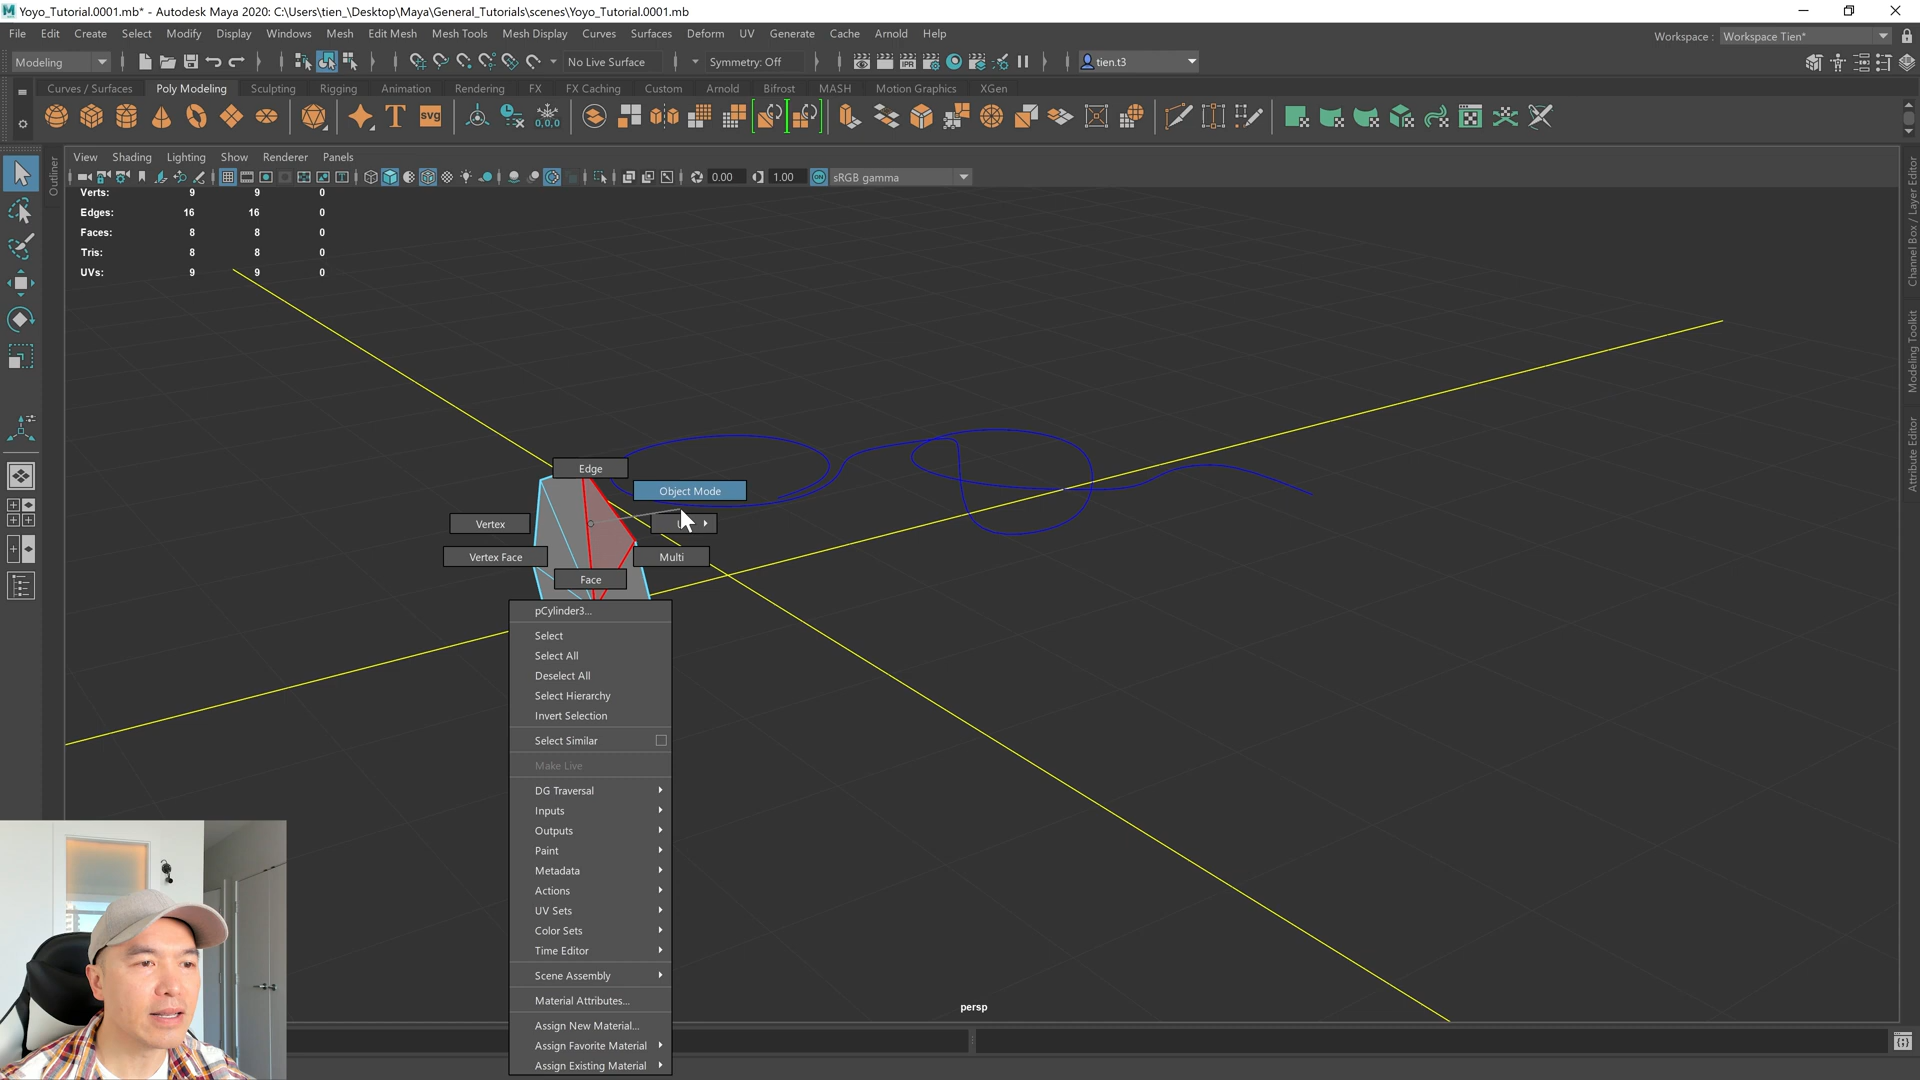 Yoyo_Tutorial.0001.mb* - Autodesk Maya 2020: C:\Users\tien_\Desktop\Maya\General_Tutorials\scenes\Yoyo_Tutorial.0001.mb
File Edit Create Select Modify Display Windows Mesh Edit Mesh Mesh Tools Mesh Display Curves Surfaces Deform UV Generate Cache Arnold Help
Workspace : Workspace Tien*
Modeling No Live Surface Symmetry: Off IPR tien.t3
Curves / Surfaces Poly Modeling Sculpting Rigging Animation Rendering FX FX Caching Custom Arnold Bifrost MASH Motion Graphics XGen
T svg 0,0,0
View Shading Lighting Show Renderer Panels
0.00 1.00 ON sRGB gamma
Outliner
Channel Box / Layer Editor
Modeling Toolkit
Attribute Editor
Verts: 9 9 0
Edges: 16 16 0
Faces: 8 8 0
Tris: 8 8 0
UVs: 9 9 0
Edge
Object Mode
Vertex
Vertex Face
Multi
Face
pCylinder3...
Select
Select All
Deselect All
Select Hierarchy
Invert Selection
Select Similar
Make Live
DG Traversal
Inputs
Outputs
Paint
Metadata
Actions
UV Sets
Color Sets
Time Editor
Scene Assembly
Material Attributes...
Assign New Material...
Assign Favorite Material
Assign Existing Material
persp